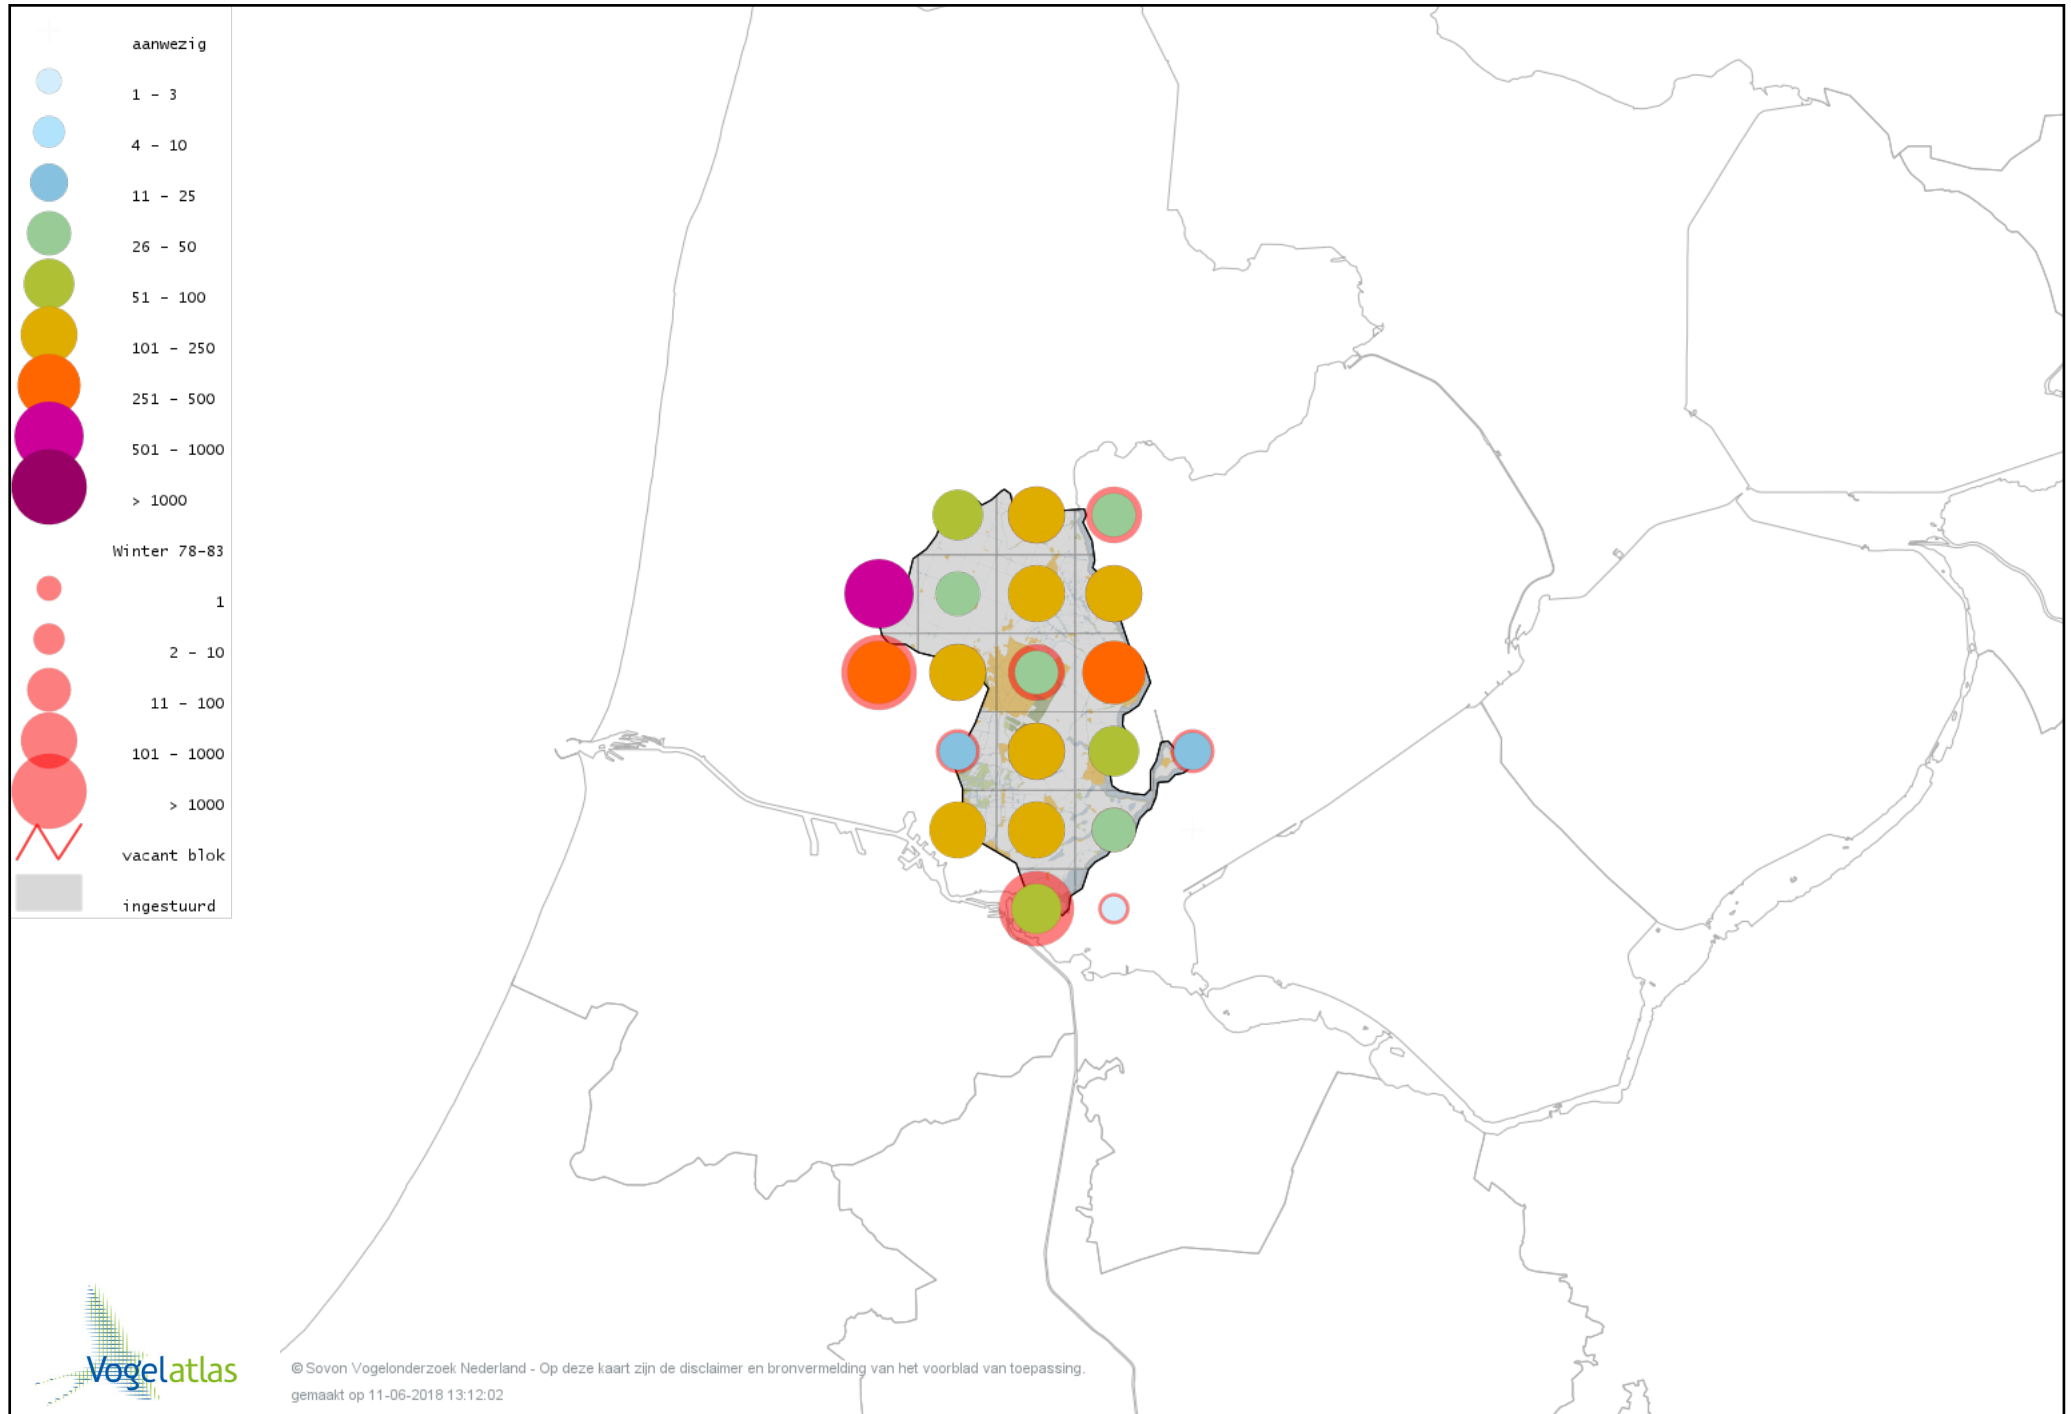 aanwezig
1 - 3
4 - 10
11 - 25
26 - 50
51 - 100
101 - 250
251 - 500
501 - 1000
> 1000
Winter 78-83
1
2 - 10
11 - 100
101 - 1000
> 1000
vacant blok
ingestuurd
Vogelatlas
© Sovon Vogelonderzoek Nederland - Op deze kaart zijn de disclaimer en bronvermelding van het voorblad van toepassing.
gemaakt op 11-06-2018 13:12:02